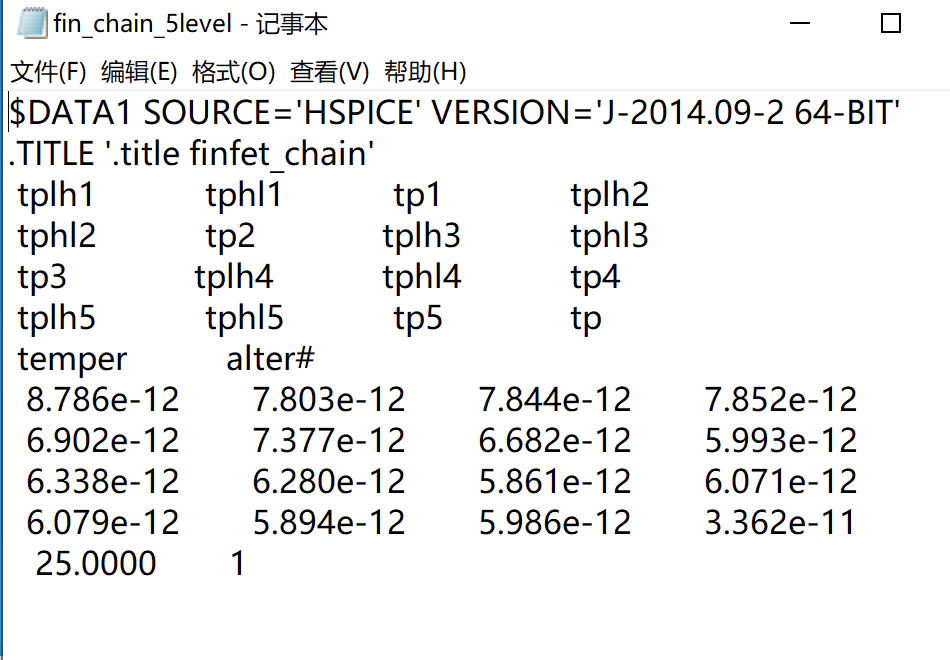 fin_chain_5level - 记事本
文件(F) 编辑(E) 格式(O) 查看(V) 帮助(H)
$DATA1 SOURCE='HSPICE' VERSION='J-2014.09-2 64-BIT'
.TITLE '.title finfet_chain'
tplh1 tphl1 tp1 tplh2
tphl2 tp2 tplh3 tphl3
tp3 tplh4 tphl4 tp4
tplh5 tphl5 tp5 tp
temper alter#
8.786e-12 7.803e-12 7.844e-12 7.852e-12
6.902e-12 7.377e-12 6.682e-12 5.993e-12
6.338e-12 6.280e-12 5.861e-12 6.071e-12
6.079e-12 5.894e-12 5.986e-12 3.362e-11
25.0000 1